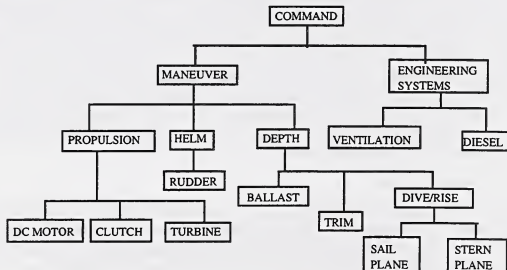 COMMAND
MANEUVER
ENGINEERING
SYSTEMS
PROPULSION
HELM
DEPTH
VENTILATION
DIESEL
RUDDER
BALLAST
TRIM
DIVE/RISE
DC MOTOR
CLUTCH
TURBINE
SAIL
PLANE
STERN
PLANE